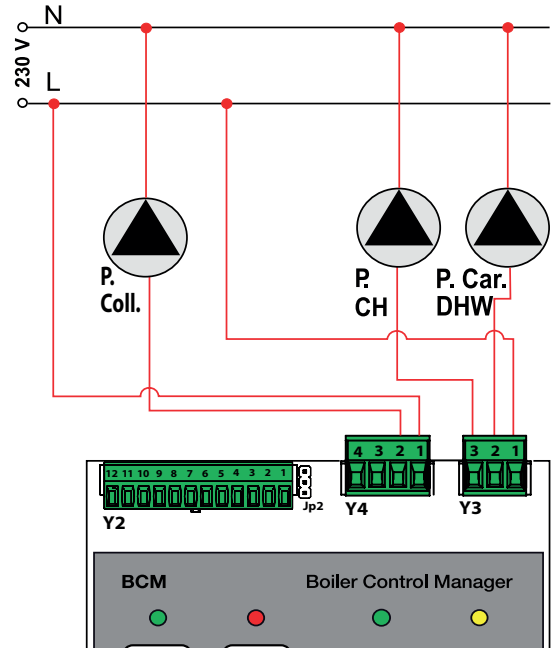 N
230 V
L
P.
Coll.
P.
CH
P. Car.
DHW
4 3 2 1
3 2 1
12 11 10 9 8 7 6 5 4 3 2 1
Jp2
Y2
Y4
Y3
BCM
Boiler Control Manager